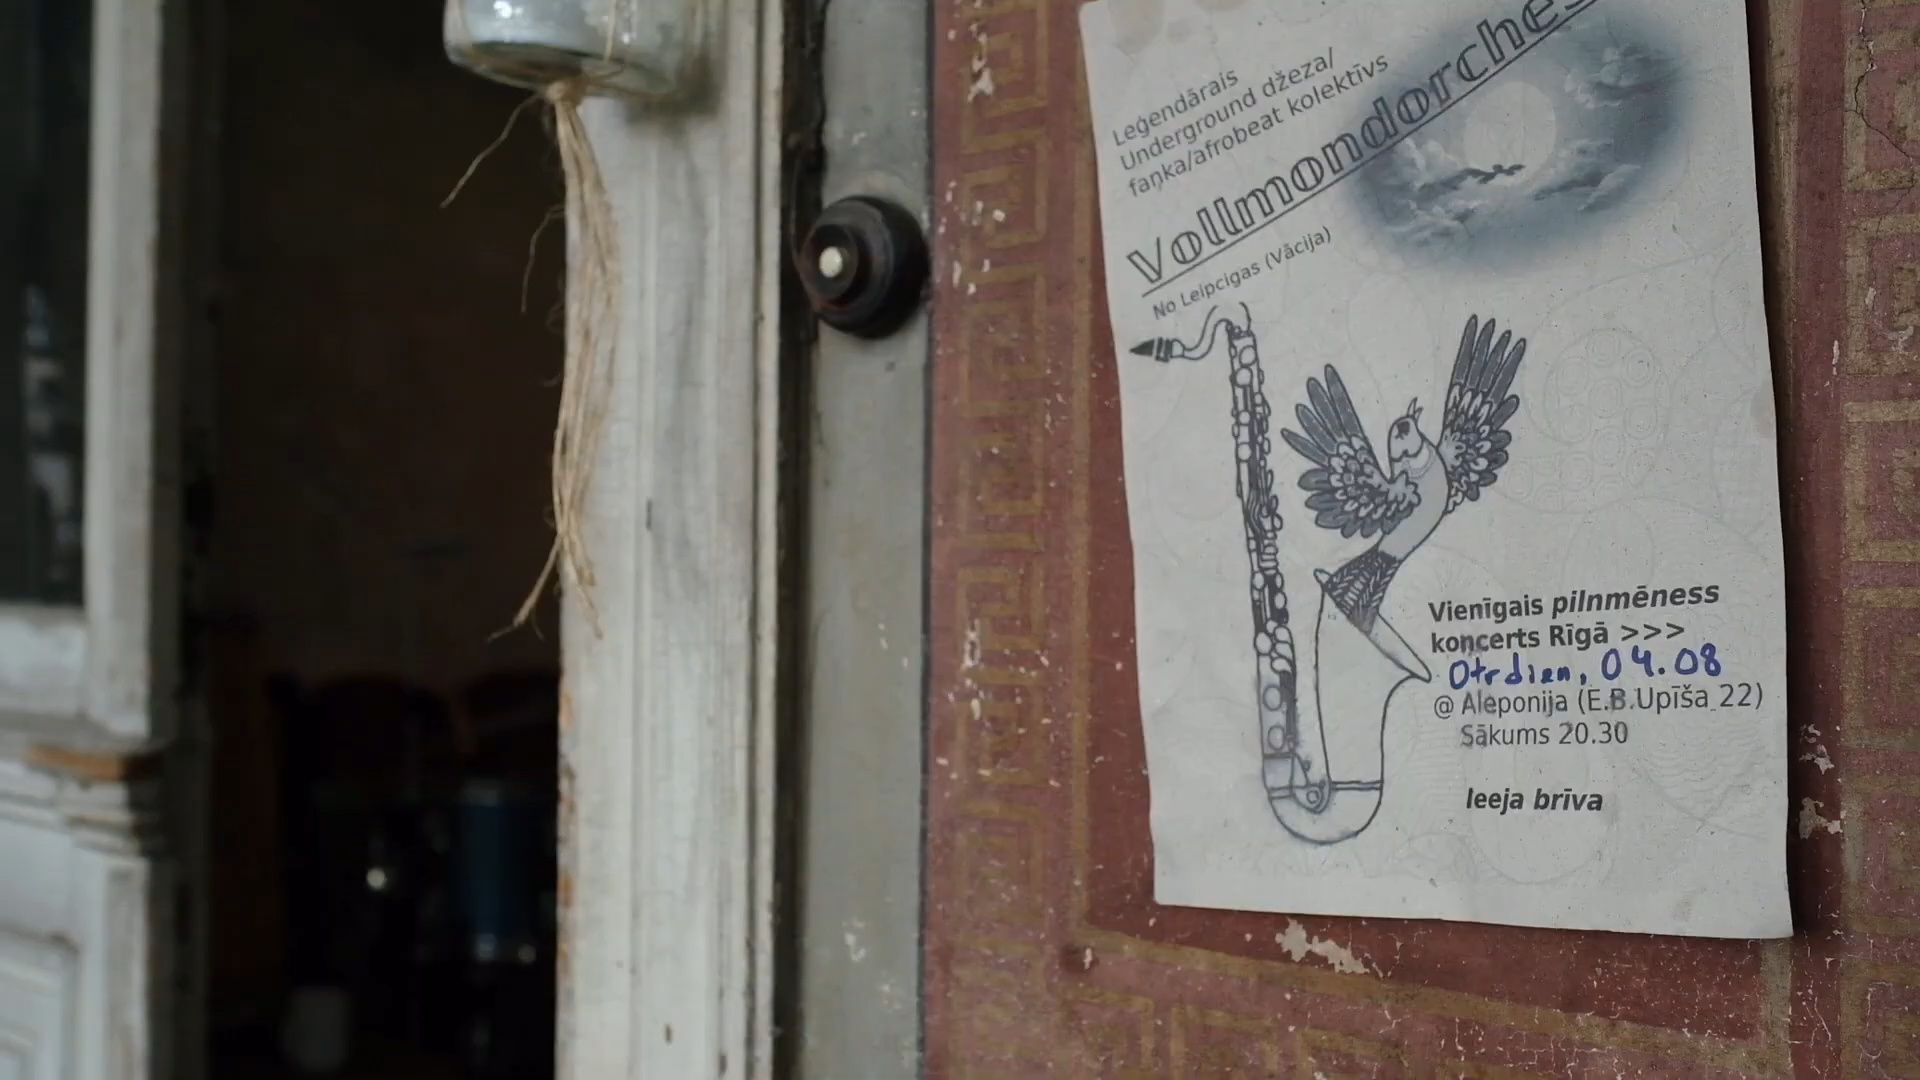 Leģendārais
Underground džeza/
faņka/afrobeat kolektīvs
No Leipcigas (Vācija)
Vienīgais pilnmēness
koncerts Rīgā >>>
Otrdien, 04.08
@ Aleponija (E.B.Upīša 22)
Sākums 20.30
Ieeja brīva